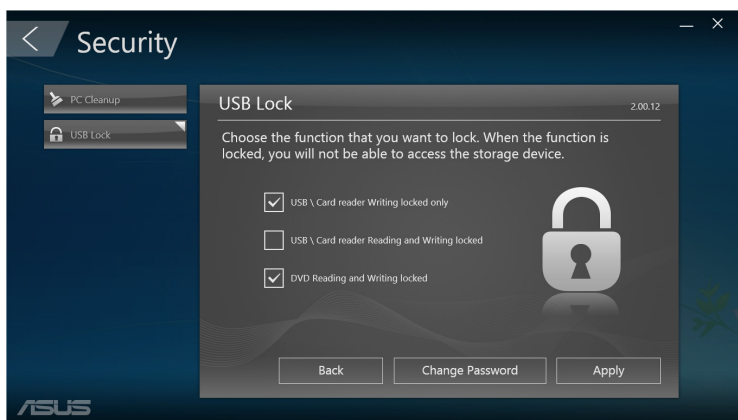 Security
PC Cleanup
USB Lock
USB Lock
2.00.12
Choose the function that you want to lock. When the function is
locked, you will not be able to access the storage device.
USB \ Card reader Writing locked only
USB \ Card reader Reading and Writing locked
DVD Reading and Writing locked
Back
Change Password
Apply
ASUS